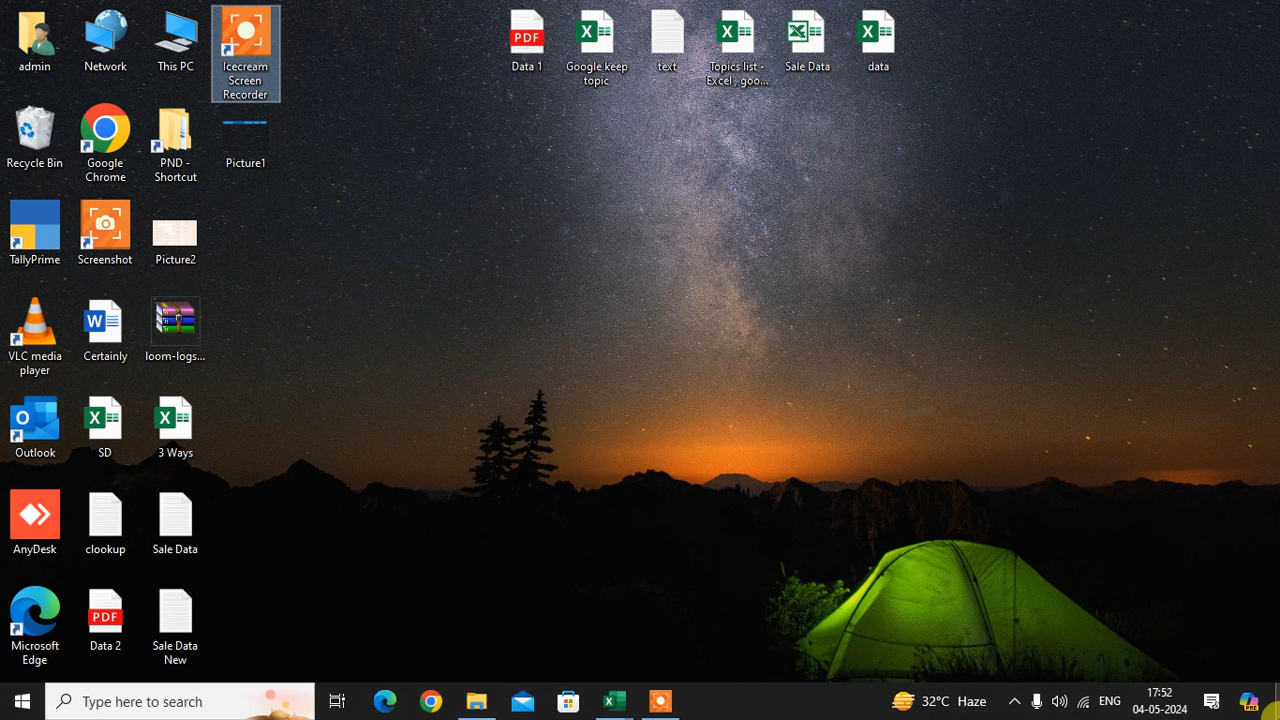 admin
Network
This PC
Icecream
Screen
Recorder
PDF
Data 1
Google keep
topic
text
Topics list -
Excel , goo...
Sale Data
data
Recycle Bin
Google
Chrome
PND -
Shortcut
Picture1
TallyPrime
Screenshot
Picture2
VLC media
player
Certainly
loom-logs...
Outlook
SD
3 Ways
AnyDesk
clookup
Sale Data
Microsoft
Edge
PDF
Data 2
Sale Data
New
Type here to search
32°C Haze
ENG
17:52
04-05-2024
PRE